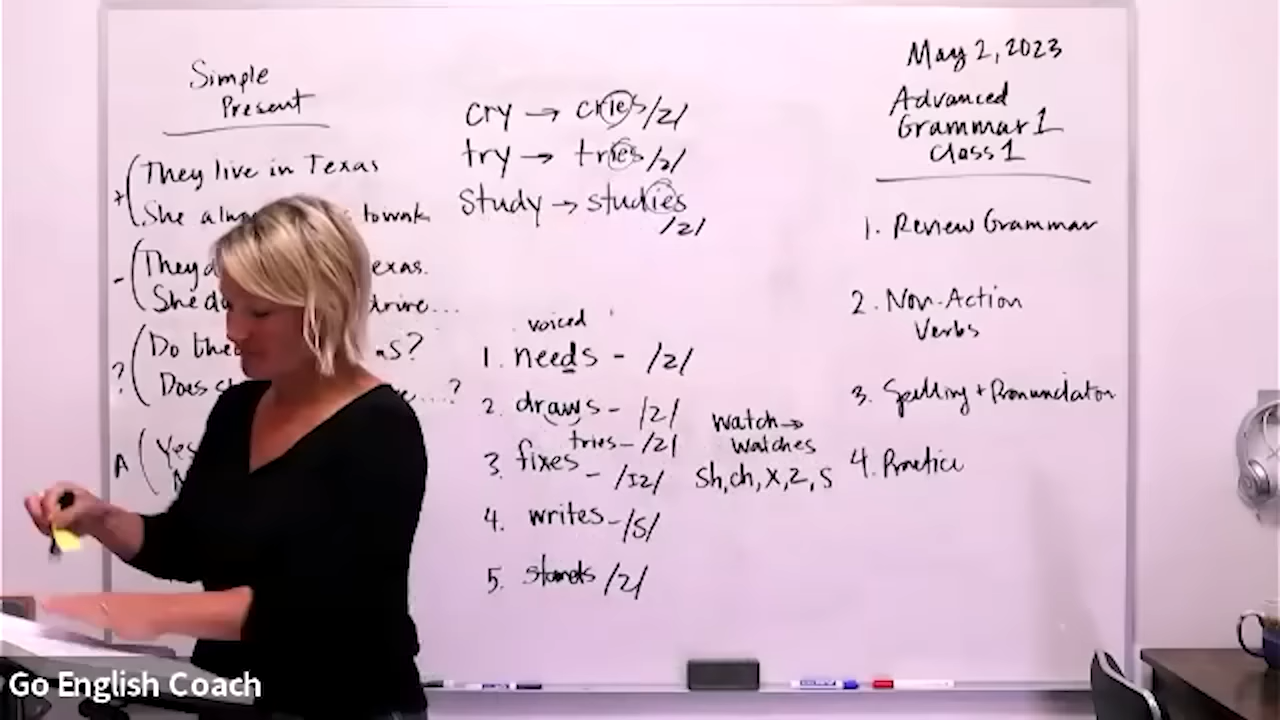 Simple
Present
+ ( They live in Texas
She
- ( They exas.
She drive...
? ( Do as?
Does ...?
A ( Yes
cry → cries /z/
try → tries /z/
study → studies
/z/
voiced
1. needs - /z/
2. draws - /z/
tries - /z/
3. fixes - /Iz/
4. writes - /s/
5. stands /z/
watch →
watches
sh, ch, x, z, s
May 2, 2023
Advanced
Grammar 1
Class 1
1. Review Grammar
2. Non-Action
Verbs
3. Spelling + Pronunciation
4. Practice
Go English Coach